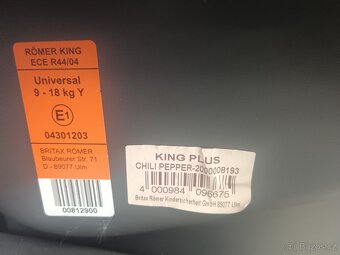 RÖMER KING
ECE R44/04
Universal
9 - 18 kg Y
E1
04301203
BRITAX RÖMER
Blaubeurer Str. 71
D - 89077 Ulm
00812900
KING PLUS
CHILI PEPPER-2000008193
4 000984 096675
Britax Römer Kindersicherheit GmbH 89077 Ulm